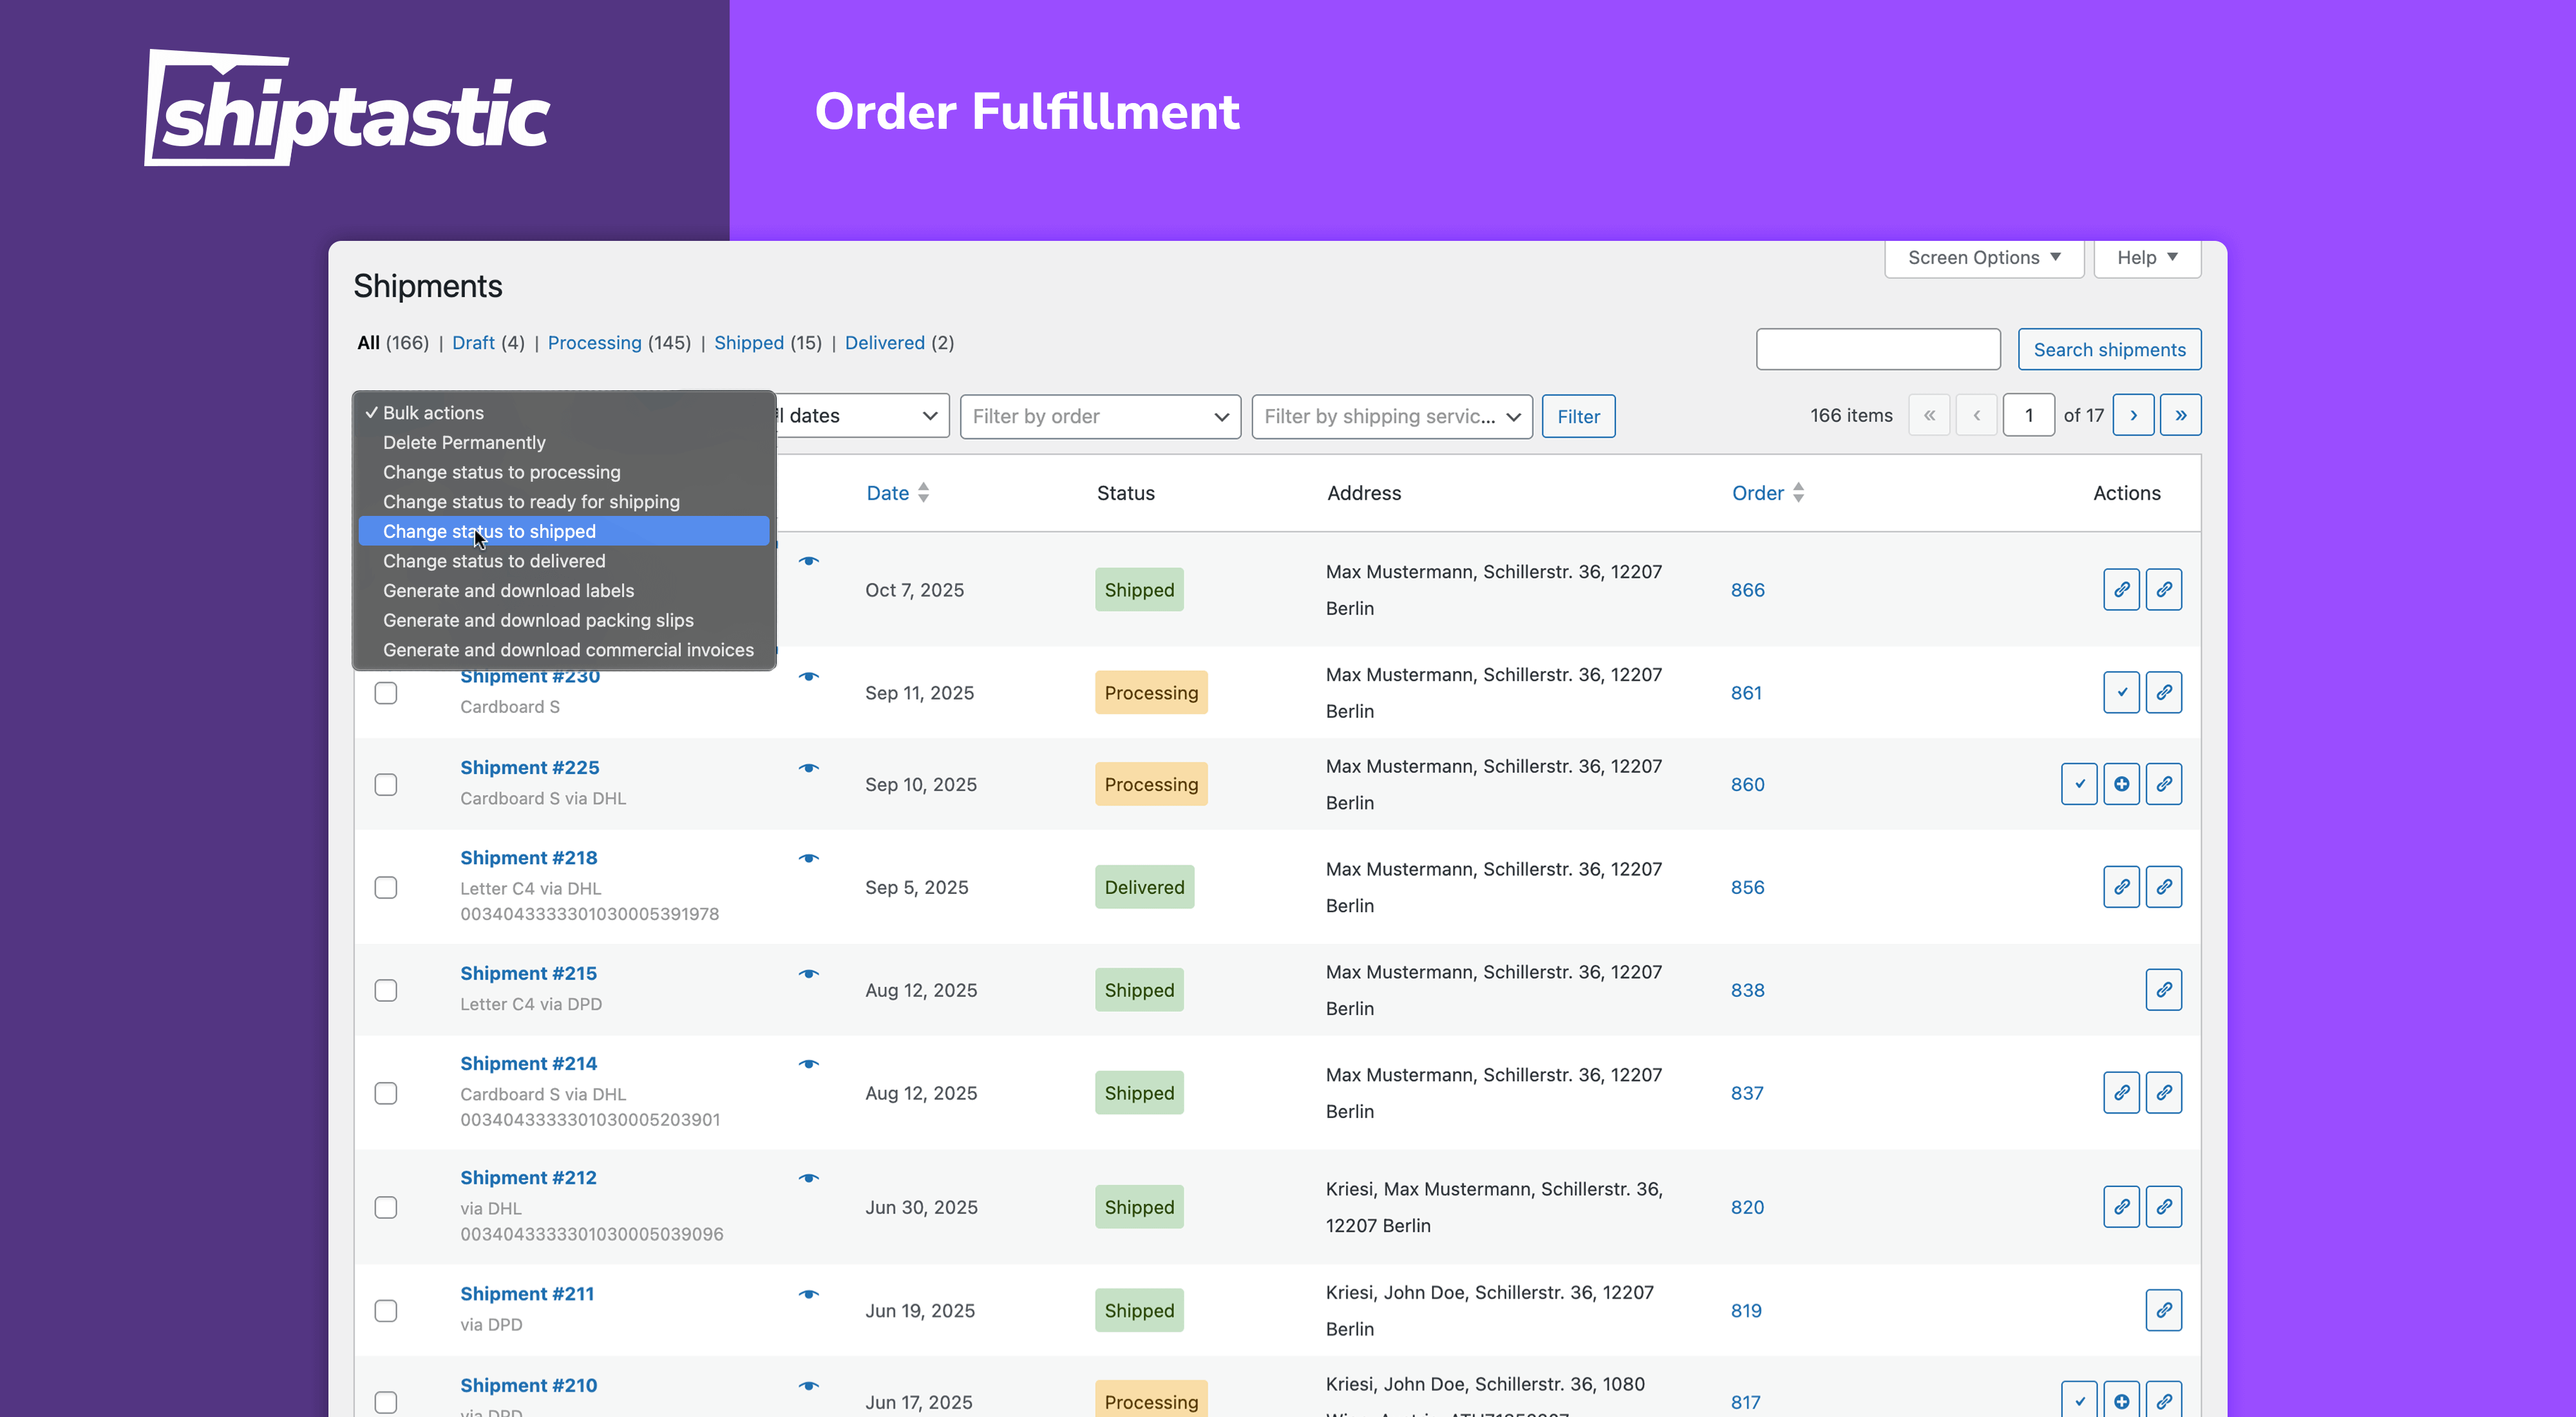 shiptastic
Order Fulfillment
Screen Options
Help
Shipments
All (166) | Draft (4) | Processing (145) | Shipped (15) | Delivered (2)
Search shipments
✓ Bulk actions
Delete Permanently
Change status to processing
Change status to ready for shipping
Change status to shipped
Change status to delivered
Generate and download labels
Generate and download packing slips
Generate and download commercial invoices
dates
Filter by order
Filter by shipping servic...
Filter
166 items « ‹ 1 of 17 › »
Date Status Address Order Actions
Oct 7, 2025 Shipped Max Mustermann, Schillerstr. 36, 12207
Berlin
866
Shipment #230
Cardboard S
Sep 11, 2025 Processing Max Mustermann, Schillerstr. 36, 12207
Berlin
861
Shipment #225
Cardboard S via DHL
Sep 10, 2025 Processing Max Mustermann, Schillerstr. 36, 12207
Berlin
860
Shipment #218
Letter C4 via DHL
003404333301030005391978
Sep 5, 2025 Delivered Max Mustermann, Schillerstr. 36, 12207
Berlin
856
Shipment #215
Letter C4 via DPD
Aug 12, 2025 Shipped Max Mustermann, Schillerstr. 36, 12207
Berlin
838
Shipment #214
Cardboard S via DHL
003404333301030005203901
Aug 12, 2025 Shipped Max Mustermann, Schillerstr. 36, 12207
Berlin
837
Shipment #212
via DHL
003404333301030005039096
Jun 30, 2025 Shipped Kriesi, Max Mustermann, Schillerstr. 36,
12207 Berlin
820
Shipment #211
via DPD
Jun 19, 2025 Shipped Kriesi, John Doe, Schillerstr. 36, 12207
Berlin
819
Shipment #210
via DPD
Jun 17, 2025 Processing Kriesi, John Doe, Schillerstr. 36, 1080
817